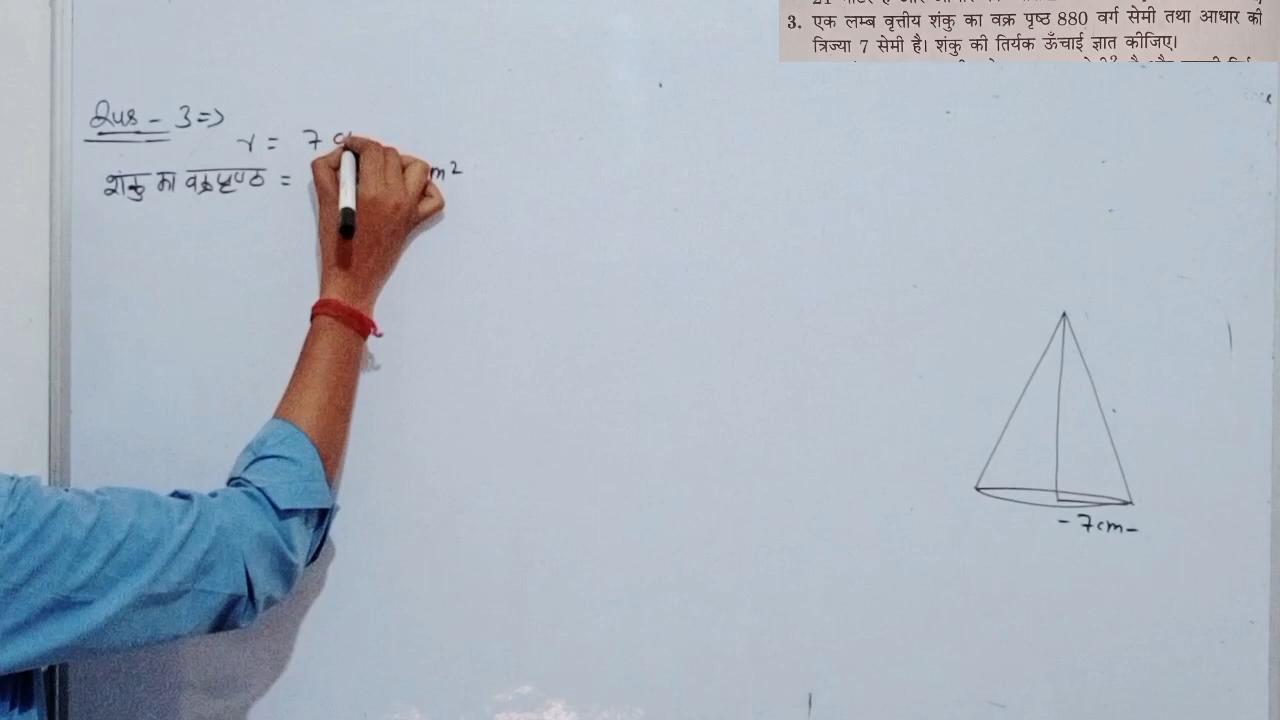 3. एक लम्ब वृत्तीय शंकु का वक्र पृष्ठ 880 वर्ग सेमी तथा आधार की
त्रिज्या 7 सेमी है। शंकु की तिर्यक ऊँचाई ज्ञात कीजिए।
Qus - 3 =>
r = 7 c
शंकु का वक्रपृष्ठ = m²
- 7cm -